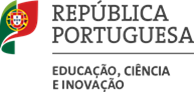 REPÚBLICA
PORTUGUESA
EDUCAÇÃO, CIÊNCIA
E INOVAÇÃO